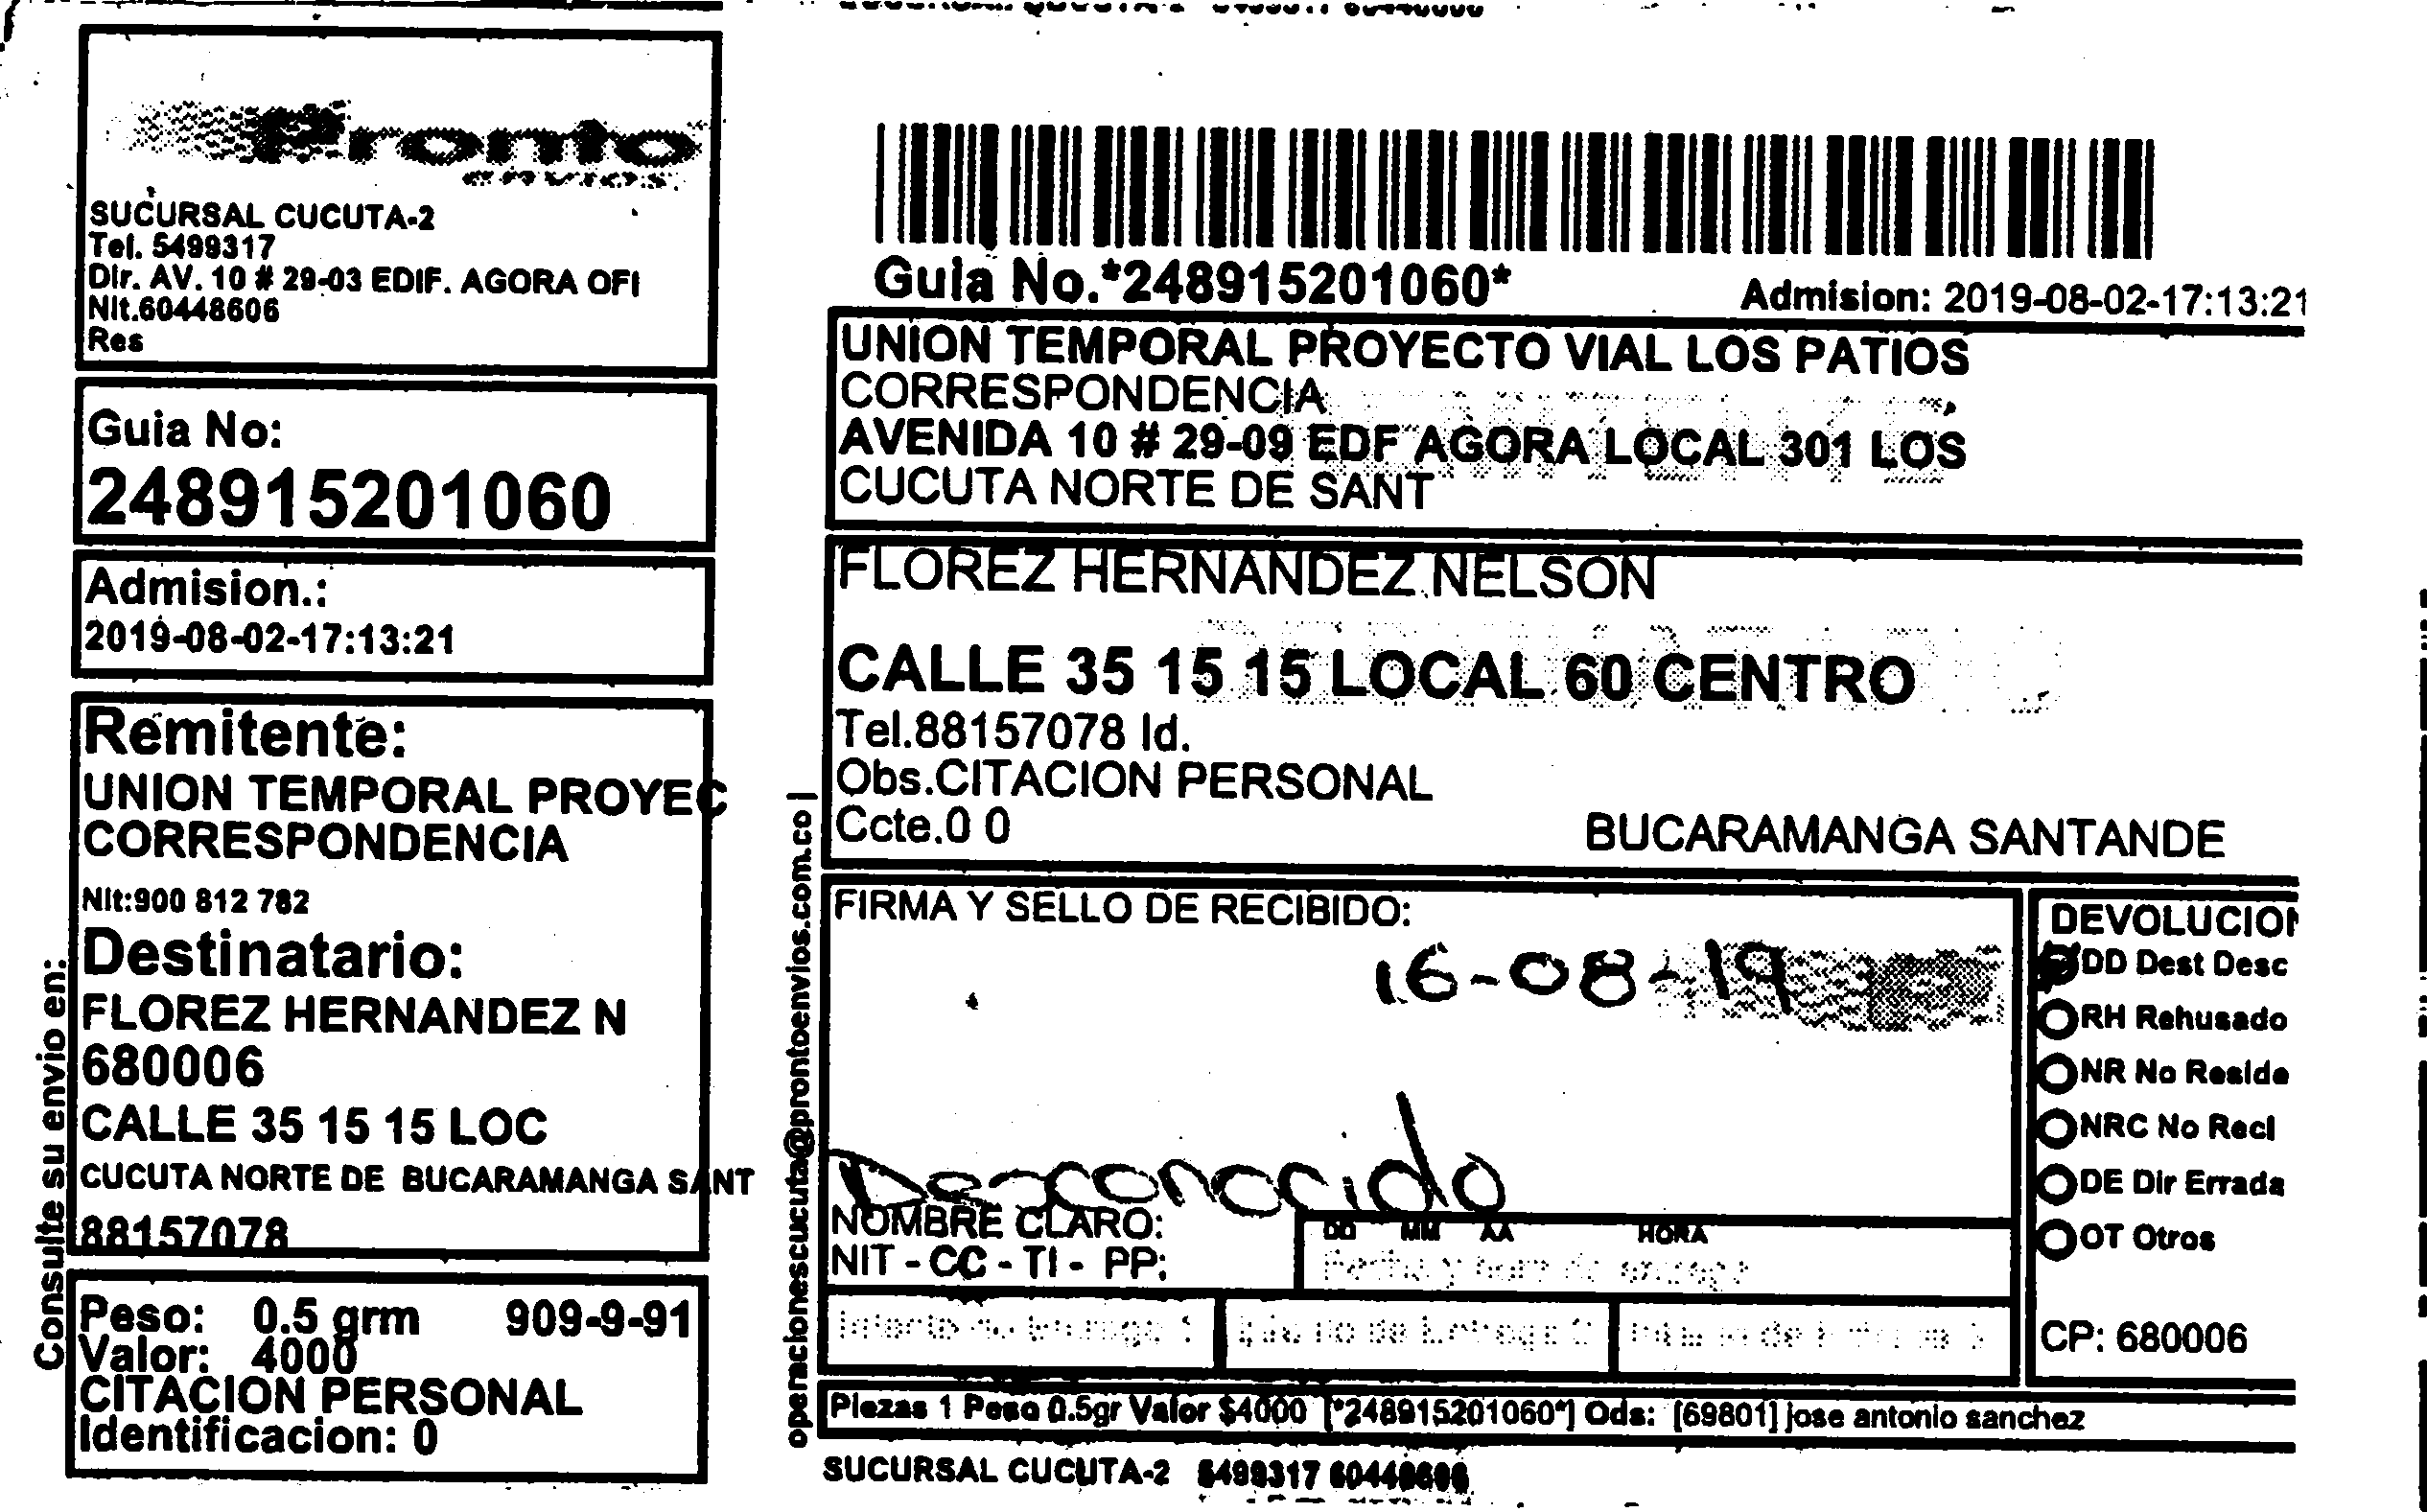 Pronto
envios
SUCURSAL CUCUTA-2
Tel. 5499317
Dir. AV. 10 # 29-03 EDIF. AGORA OFI
Nit.60448606
Res
Guia No:
248915201060
Admision.:
2019-08-02-17:13:21
Remitente:
UNION TEMPORAL PROYEC
CORRESPONDENCIA
Nit:900 812 782
Destinatario:
FLOREZ HERNANDEZ N
680006
CALLE 35 15 15 LOC
CUCUTA NORTE DE BUCARAMANGA SANT
88157078
Peso: 0.5 grm 909-9-91
Valor: 4000
CITACION PERSONAL
Identificacion: 0
Consulte su envio en:
operacionescucuta@prontoenvios.com.co |
Guia No.*248915201060*
Admision: 2019-08-02-17:13:21
UNION TEMPORAL PROYECTO VIAL LOS PATIOS
CORRESPONDENCIA
AVENIDA 10 # 29-09 EDF AGORA LOCAL 301 LOS
CUCUTA NORTE DE SANT
FLOREZ HERNANDEZ NELSON
CALLE 35 15 15 LOCAL 60 CENTRO
Tel.88157078 Id.
Obs.CITACION PERSONAL
Ccte.0 0
BUCARAMANGA SANTANDE
FIRMA Y SELLO DE RECIBIDO:
16-08-19
Desconocido
NOMBRE CLARO:
NIT - CC - TI - PP:
DD MM AA HORA
Fecha y hora de entrega
DEVOLUCION
DD Dest Desc
RH Rehusado
NR No Reside
NRC No Recl
DE Dir Errada
OT Otros
CP: 680006
Piezas 1 Peso 0.5gr Valor $4000 [*248915201060*] Ods: [69801] jose antonio sanchez
SUCURSAL CUCUTA-2 5499317 60448606